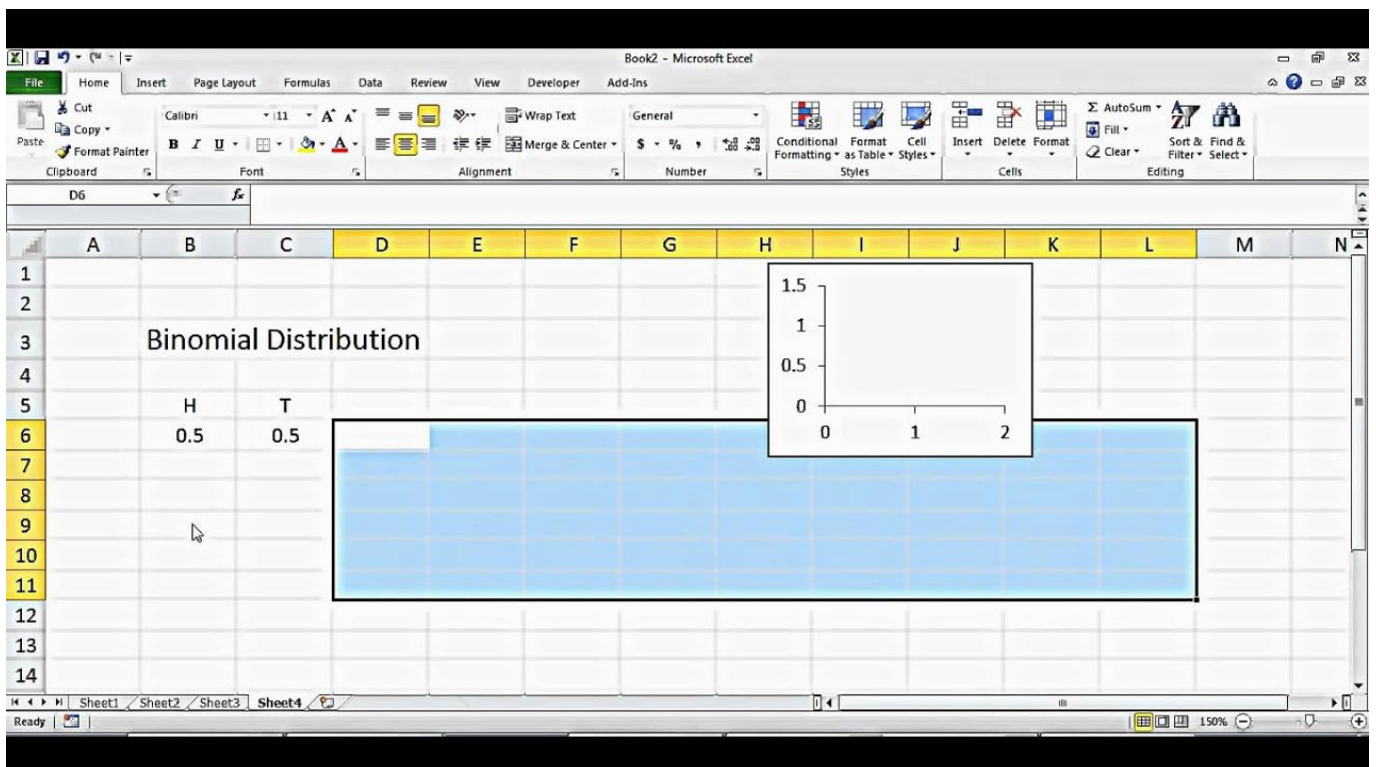 Book2 - Microsoft Excel
File Home Insert Page Layout Formulas Data Review View Developer Add-Ins
Cut
Copy
Format Painter
Paste
Clipboard
Calibri 11 A A
B I U A
Font
Wrap Text
Merge & Center
Alignment
General
$ % , .0 .00 .00 .0
Number
Conditional Formatting
Format as Table
Cell Styles
Styles
Insert Delete Format
Cells
Σ AutoSum
Fill
Clear
Sort & Filter
Find & Select
Editing
D6 fx
A B C D E F G H I J K L M N
1
2
3 Binomial Distribution
4
5 H T
6 0.5 0.5
7
8
9
10
11
12
13
14
1.5
1
0.5
0
0 1 2
Sheet1 Sheet2 Sheet3 Sheet4
Ready 150%